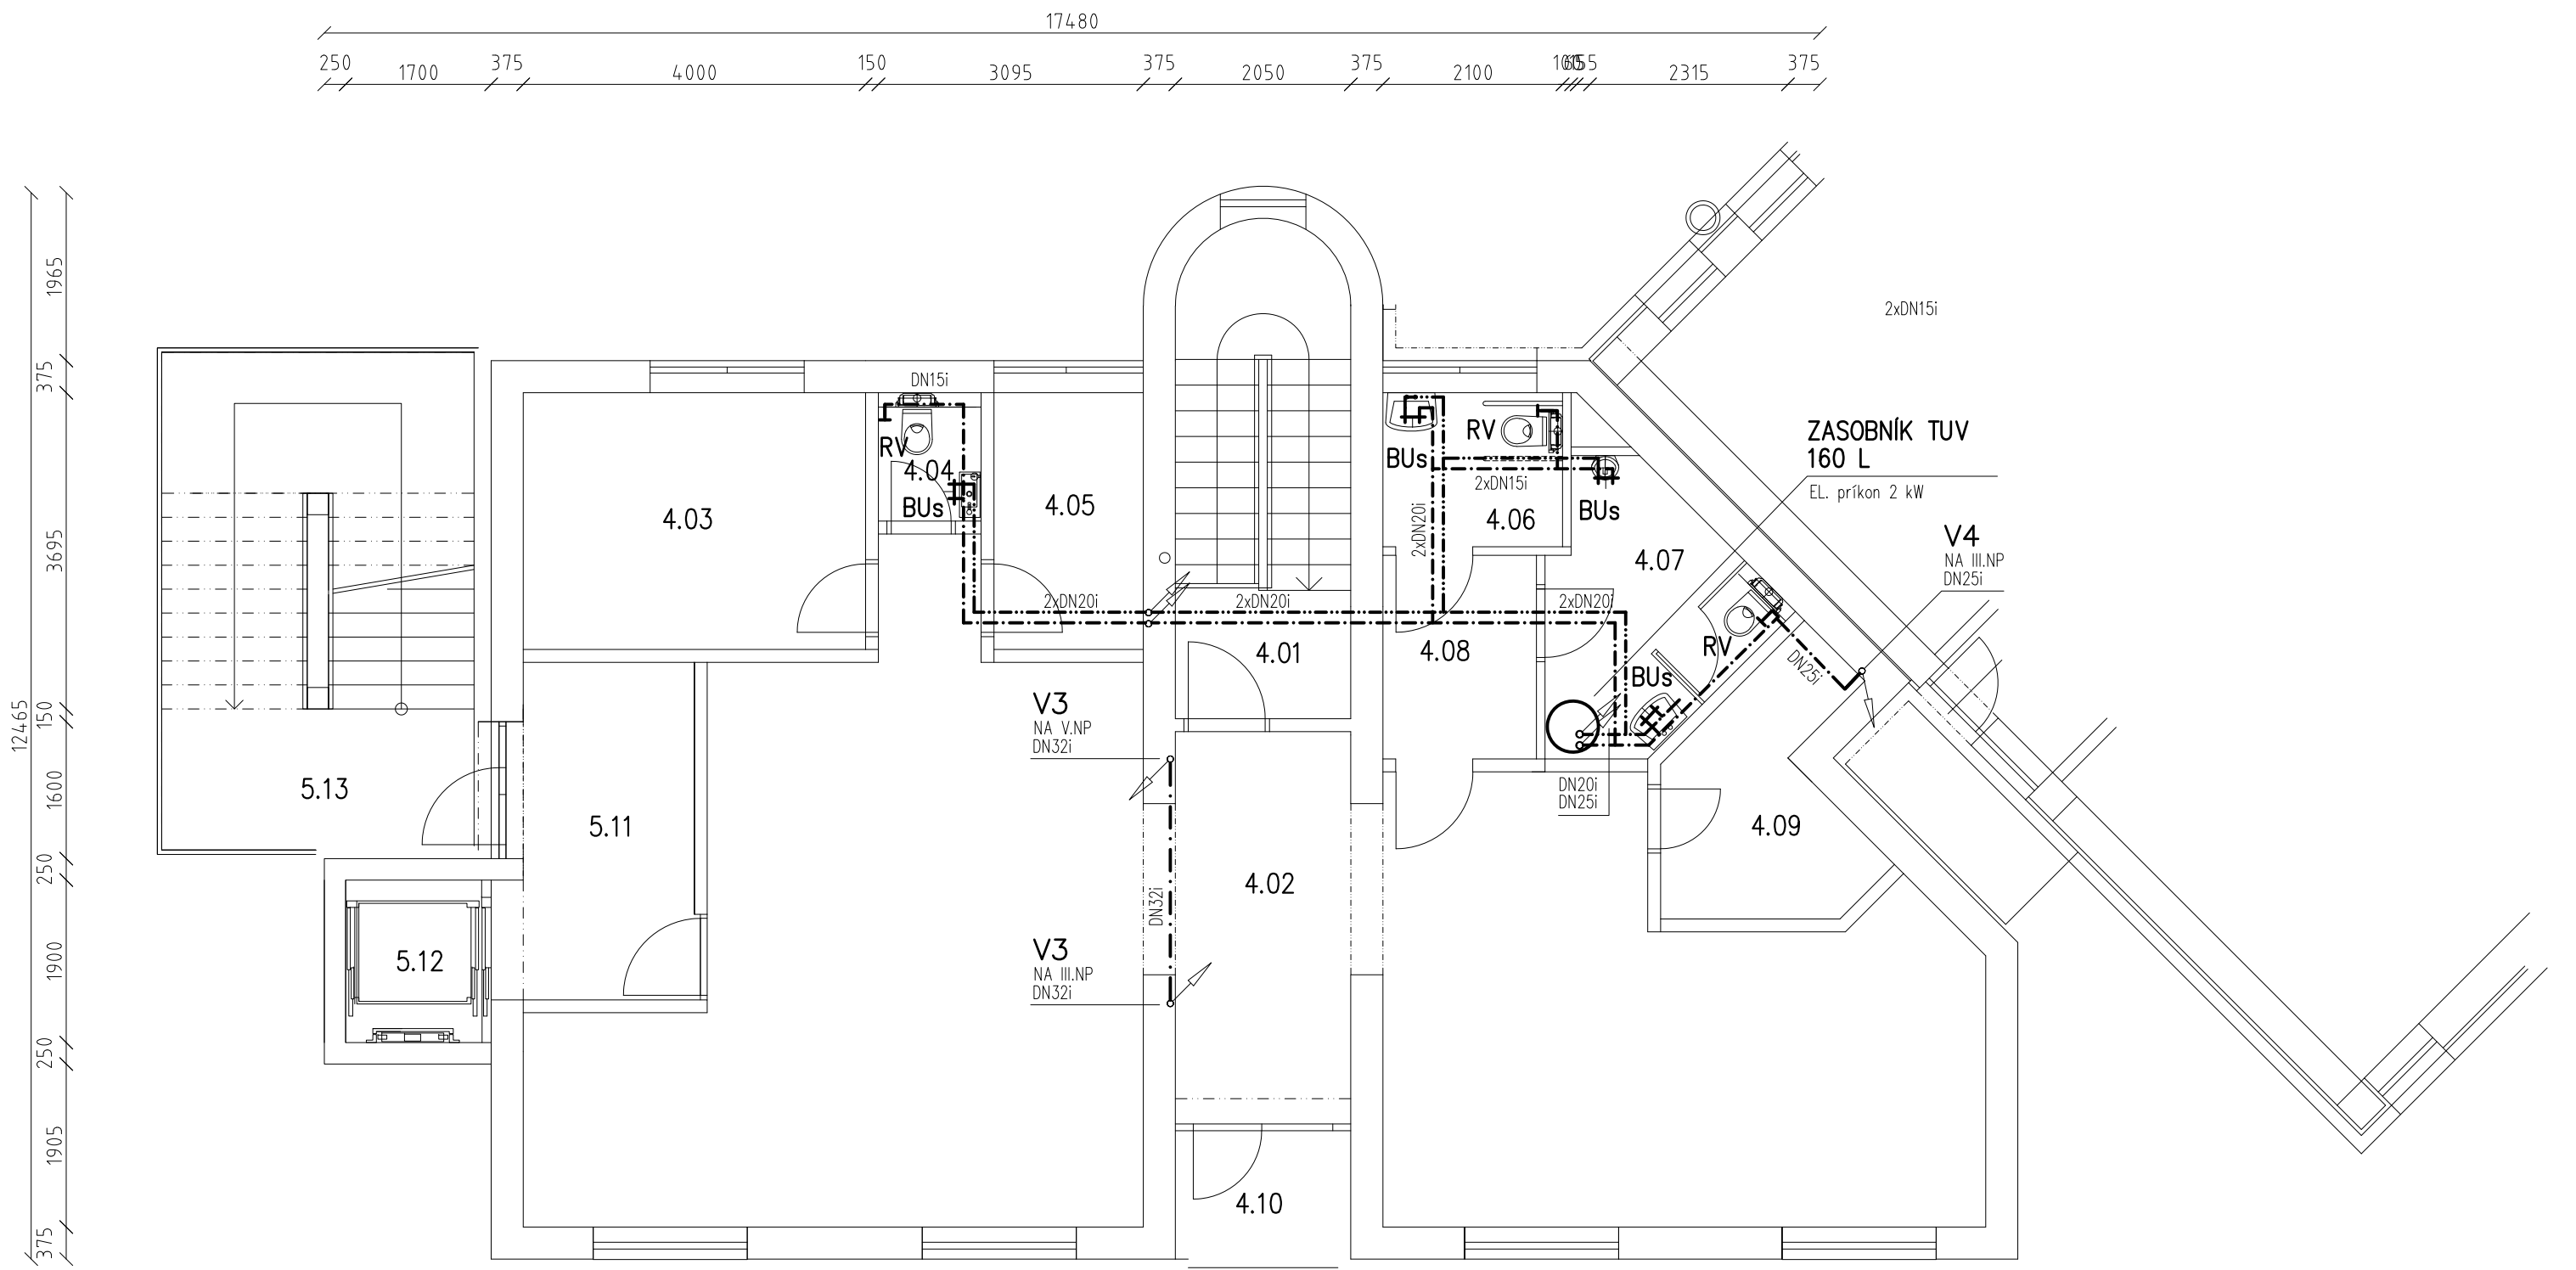 17480
250
1700
375
4000
150
3095
375
2050
375
2100
2315
375
12465
1965
375
3695
150
1600
250
1900
250
1905
375
2xDN15i
DN15i
RV
4.04
BUs
4.03
4.05
RV
BUs
2xDN15i
4.06
BUs
2xDN20i
ZASOBNÍK TUV
160 L
EL. príkon 2 kW
V4
NA III.NP
DN25i
4.07
2xDN20i
2xDN20i
2xDN20i
4.01
4.08
RV
BUs
DN25i
V3
NA V.NP
DN32i
5.13
5.11
DN20i
DN25i
4.09
4.02
DN32i
5.12
V3
NA III.NP
DN32i
4.10